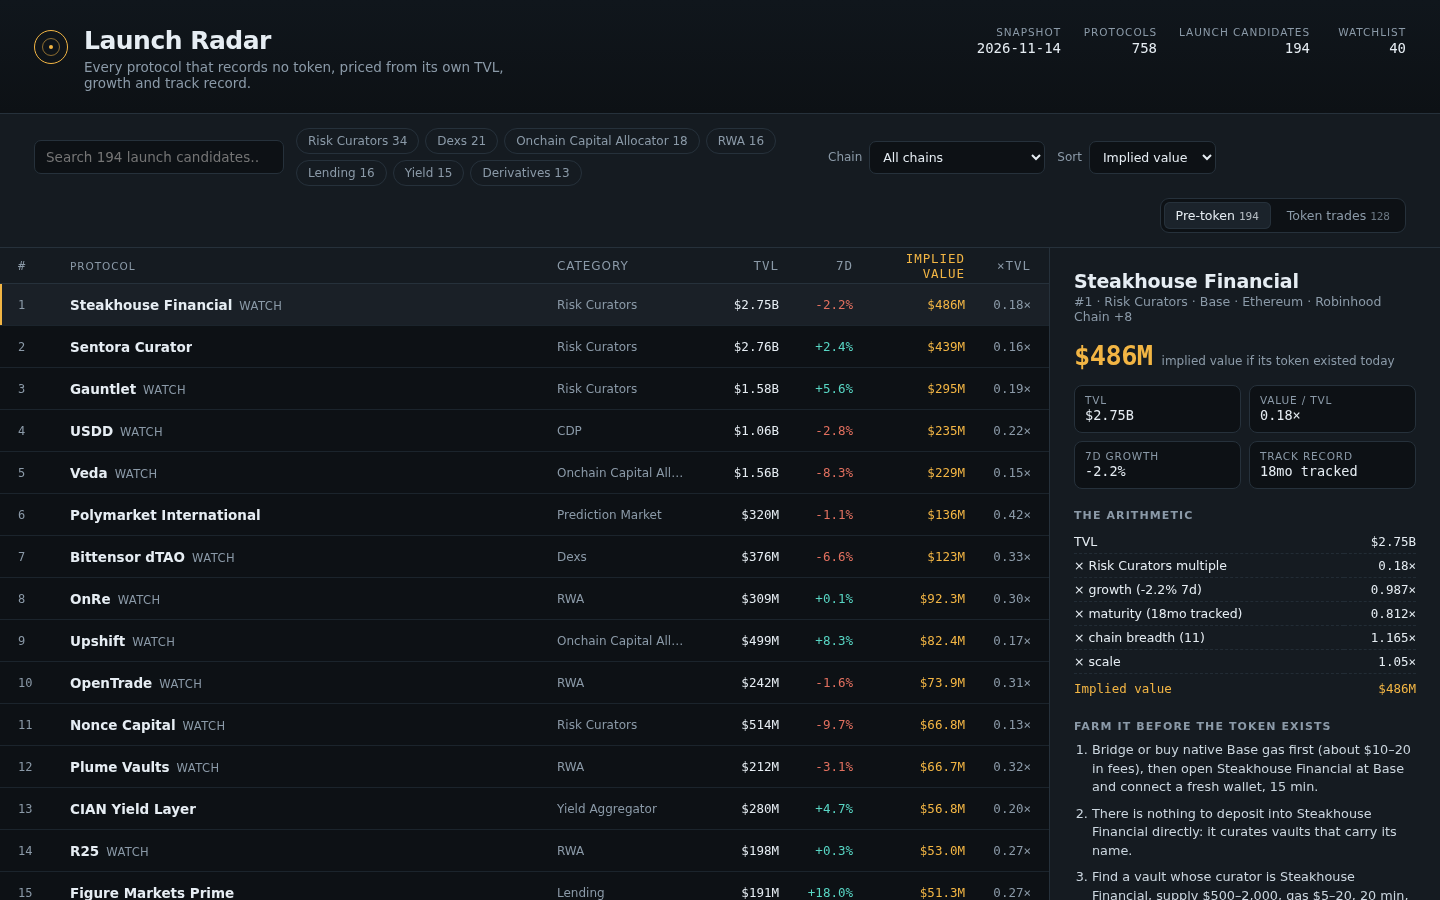 Launch Radar
Every protocol that records no token, priced from its own TVL,
growth and track record.
SNAPSHOT
2026-11-14
PROTOCOLS
758
LAUNCH CANDIDATES
194
WATCHLIST
40
Search 194 launch candidates..
Risk Curators 34
Dexs 21
Onchain Capital Allocator 18
RWA 16
Lending 16
Yield 15
Derivatives 13
Chain
All chains
Sort
Implied value
Pre-token 194
Token trades 128
# PROTOCOL CATEGORY TVL 7D IMPLIED VALUE ×TVL
1 Steakhouse Financial WATCH Risk Curators $2.75B -2.2% $486M 0.18×
2 Sentora Curator Risk Curators $2.76B +2.4% $439M 0.16×
3 Gauntlet WATCH Risk Curators $1.58B +5.6% $295M 0.19×
4 USDD WATCH CDP $1.06B -2.8% $235M 0.22×
5 Veda WATCH Onchain Capital All... $1.56B -8.3% $229M 0.15×
6 Polymarket International Prediction Market $320M -1.1% $136M 0.42×
7 Bittensor dTAO WATCH Dexs $376M -6.6% $123M 0.33×
8 OnRe WATCH RWA $309M +0.1% $92.3M 0.30×
9 Upshift WATCH Onchain Capital All... $499M +8.3% $82.4M 0.17×
10 OpenTrade WATCH RWA $242M -1.6% $73.9M 0.31×
11 Nonce Capital WATCH Risk Curators $514M -9.7% $66.8M 0.13×
12 Plume Vaults WATCH RWA $212M -3.1% $66.7M 0.32×
13 CIAN Yield Layer Yield Aggregator $280M +4.7% $56.8M 0.20×
14 R25 WATCH RWA $198M +0.3% $53.0M 0.27×
15 Figure Markets Prime Lending $191M +18.0% $51.3M 0.27×
Steakhouse Financial
#1 · Risk Curators · Base · Ethereum · Robinhood
Chain +8
$486M implied value if its token existed today
TVL
$2.75B
VALUE / TVL
0.18×
7D GROWTH
-2.2%
TRACK RECORD
18mo tracked
THE ARITHMETIC
TVL $2.75B
× Risk Curators multiple 0.18×
× growth (-2.2% 7d) 0.987×
× maturity (18mo tracked) 0.812×
× chain breadth (11) 1.165×
× scale 1.05×
Implied value $486M
FARM IT BEFORE THE TOKEN EXISTS
1. Bridge or buy native Base gas first (about $10–20
in fees), then open Steakhouse Financial at Base
and connect a fresh wallet, 15 min.
2. There is nothing to deposit into Steakhouse
Financial directly: it curates vaults that carry its
name.
3. Find a vault whose curator is Steakhouse
Financial, supply $500–2,000, gas $5–20, 20 min.